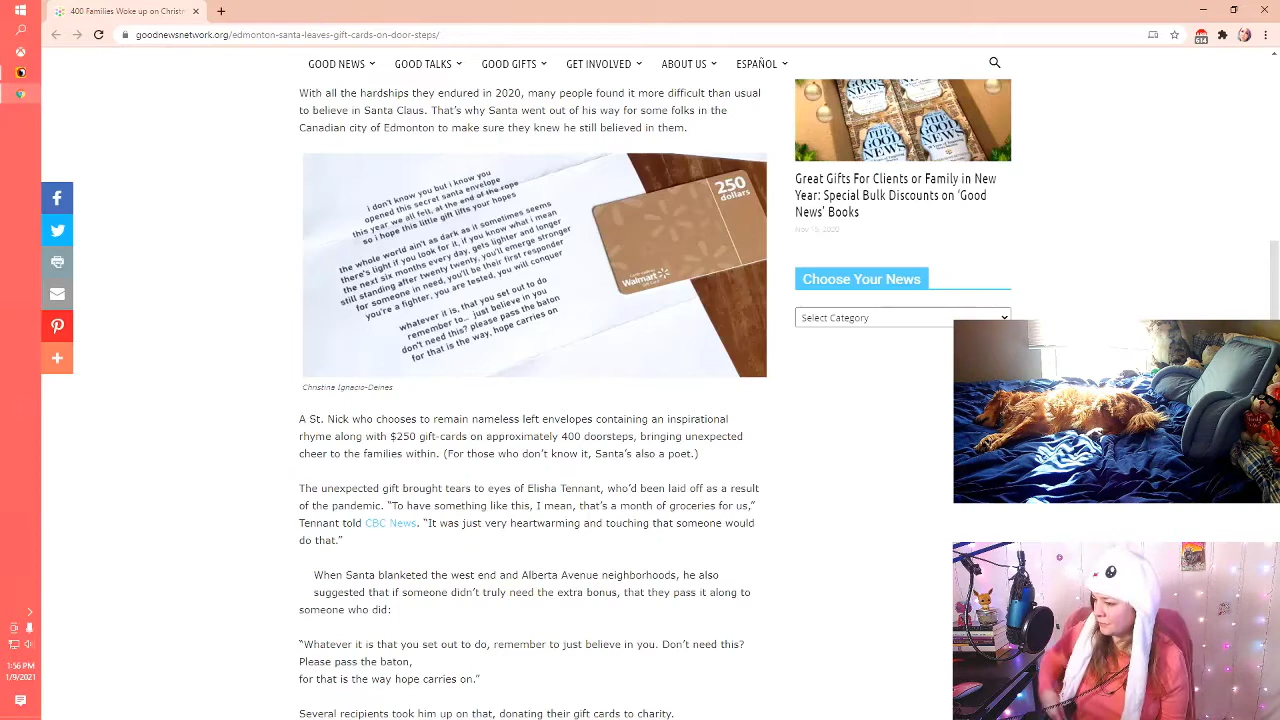 400 Families Woke up on Christm
goodnewsnetwork.org/edmonton-santa-leaves-gift-cards-on-door-steps/
GOOD NEWS
GOOD TALKS
GOOD GIFTS
GET INVOLVED
ABOUT US
ESPAÑOL
With all the hardships they endured in 2020, many people found it more difficult than usual
to believe in Santa Claus. That's why Santa went out of his way for some folks in the
Canadian city of Edmonton to make sure they knew he still believed in them.
i don't know you but i know you
opened this secret santa envelope
this year we all fell, at the end of the rope
so i hope this little gift lifts your hopes
the whole world ain't as dark as it sometimes seems
there's light if you look for it, if you know what i mean
the next six months every day, gets lighter and longer
still standing after twenty twenty, you'll emerge stronger
for someone in need, you'll be their first responder
you're a fighter, you are tested, you will conquer
whatever it is, that you set out to do
remember to... just believe in you
don't need this? please pass the baton
for that is the way, hope carries on
250
dollars
Walmart
Christina Ignacio-Deines
A St. Nick who chooses to remain nameless left envelopes containing an inspirational
rhyme along with $250 gift-cards on approximately 400 doorsteps, bringing unexpected
cheer to the families within. (For those who don't know it, Santa's also a poet.)
The unexpected gift brought tears to eyes of Elisha Tennant, who'd been laid off as a result
of the pandemic. “To have something like this, I mean, that's a month of groceries for us,”
Tennant told CBC News. “It was just very heartwarming and touching that someone would
do that.”
When Santa blanketed the west end and Alberta Avenue neighborhoods, he also
suggested that if someone didn't truly need the extra bonus, that they pass it along to
someone who did:
“Whatever it is that you set out to do, remember to just believe in you. Don't need this?
Please pass the baton,
for that is the way hope carries on.”
Several recipients took him up on that, donating their gift cards to charity.
THE GOOD NEWS
Great Gifts For Clients or Family in New
Year: Special Bulk Discounts on ‘Good
News’ Books
Nov 15, 2020
Choose Your News
Select Category
1:56 PM
1/9/2021